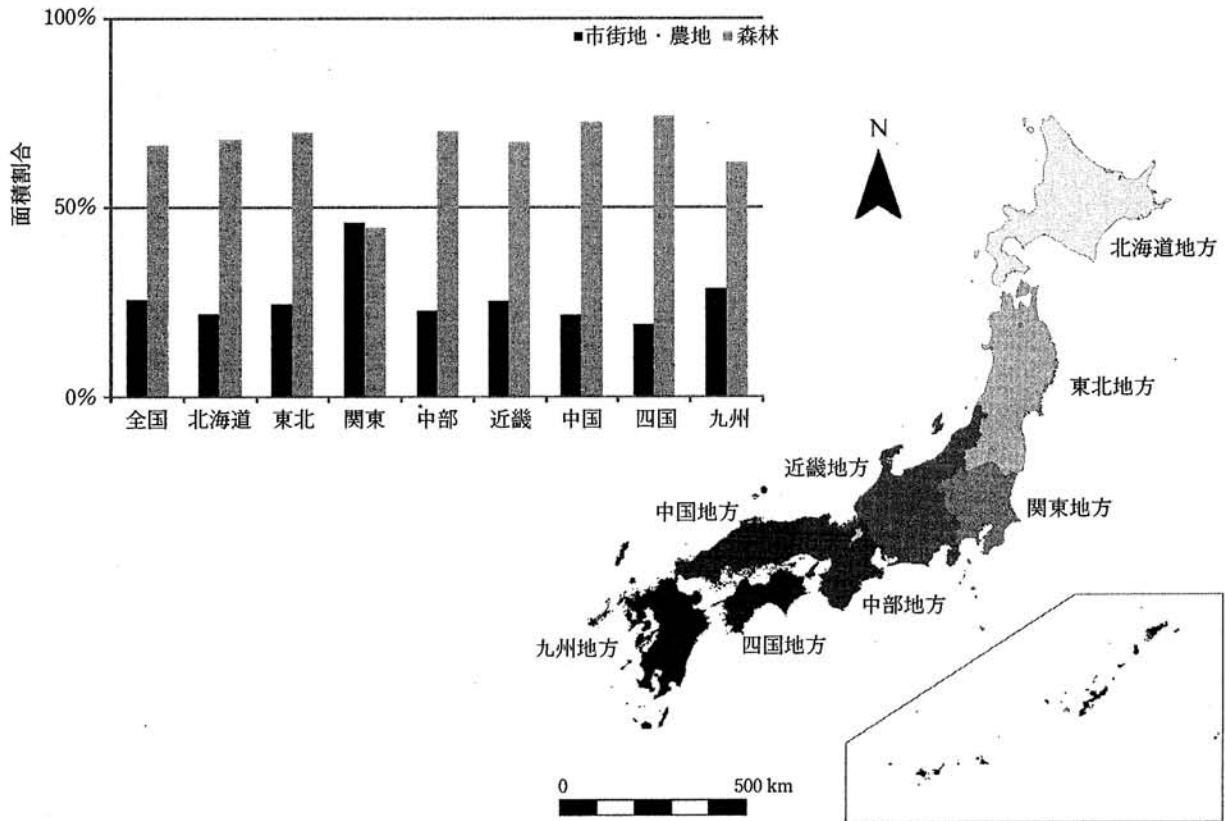 100%
■市街地・農地 ■森林
面積割合
50%
0%
全国 北海道 東北 関東 中部 近畿 中国 四国 九州
N
北海道地方
東北地方
近畿地方
関東地方
中国地方
中部地方
九州地方
四国地方
0 500 km